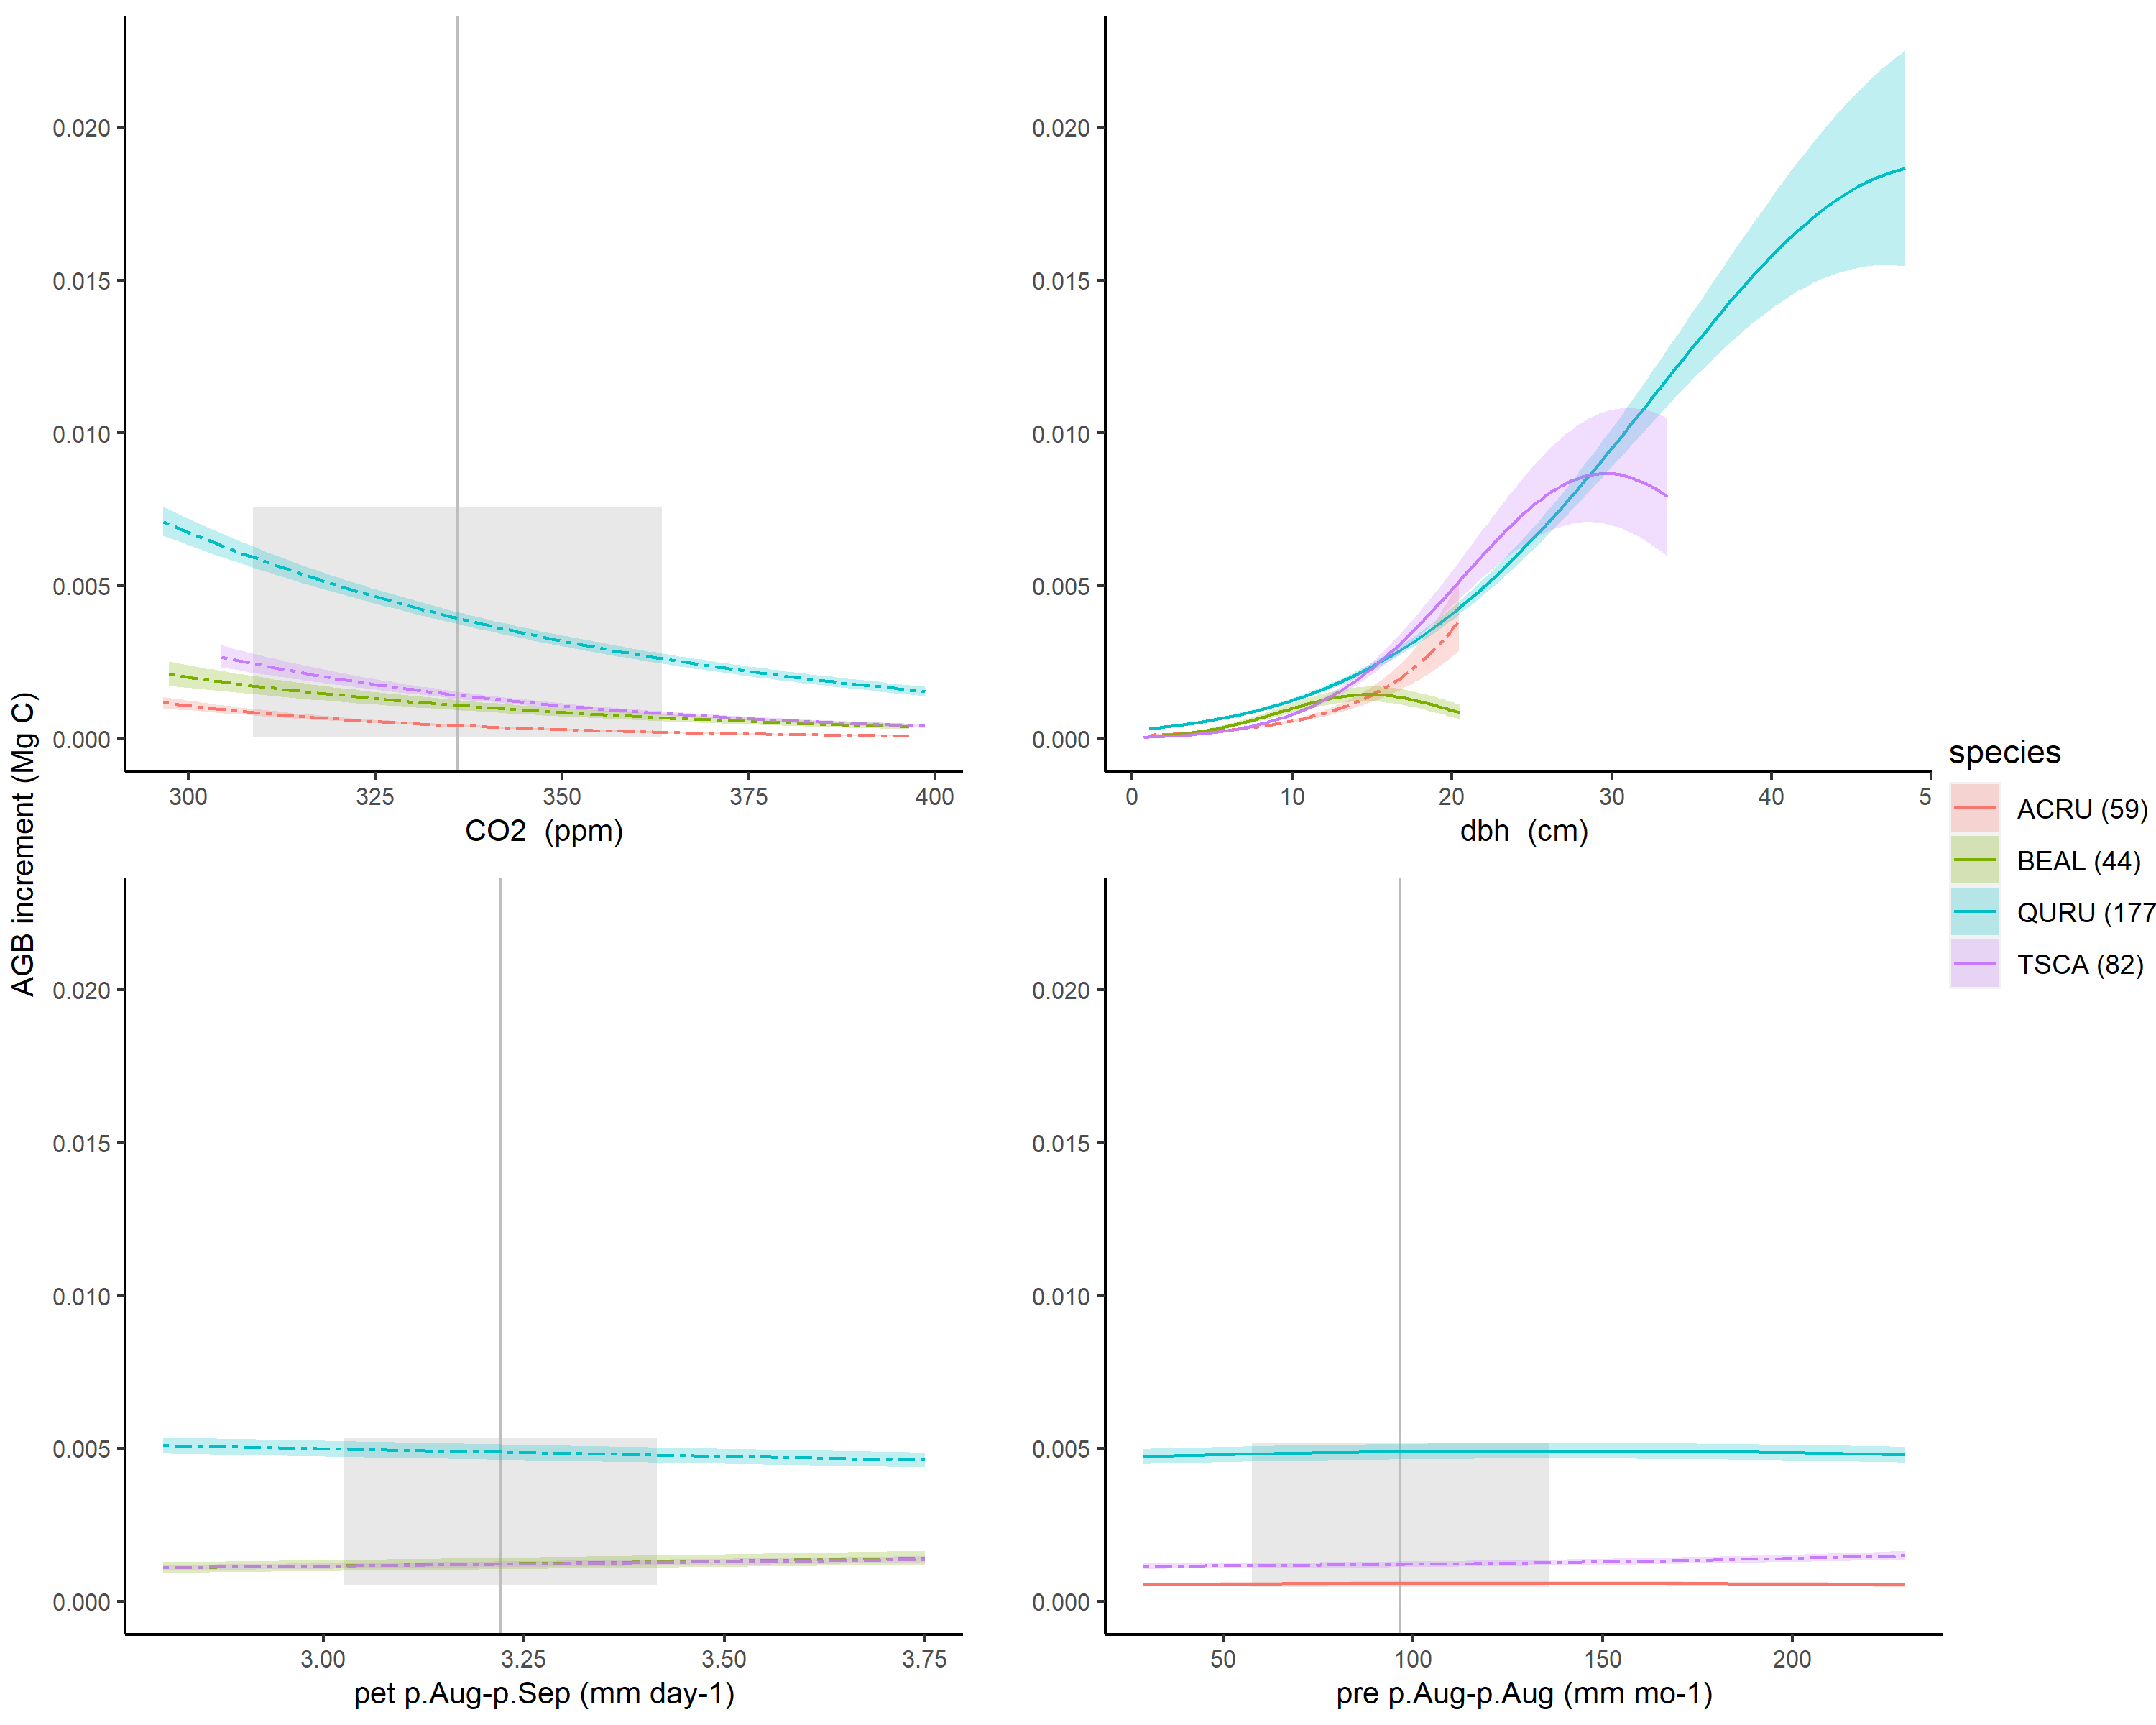 AGB increment (Mg C)
0.020
0.015
0.010
0.005
0.000
300 325 350 375 400
CO2 (ppm)
0.020
0.015
0.010
0.005
0.000
0 10 20 30 40 5
dbh (cm)
0.020
0.015
0.010
0.005
0.000
3.00 3.25 3.50 3.75
pet p.Aug-p.Sep (mm day-1)
0.020
0.015
0.010
0.005
0.000
50 100 150 200
pre p.Aug-p.Aug (mm mo-1)
species
ACRU (59)
BEAL (44)
QURU (177
TSCA (82)